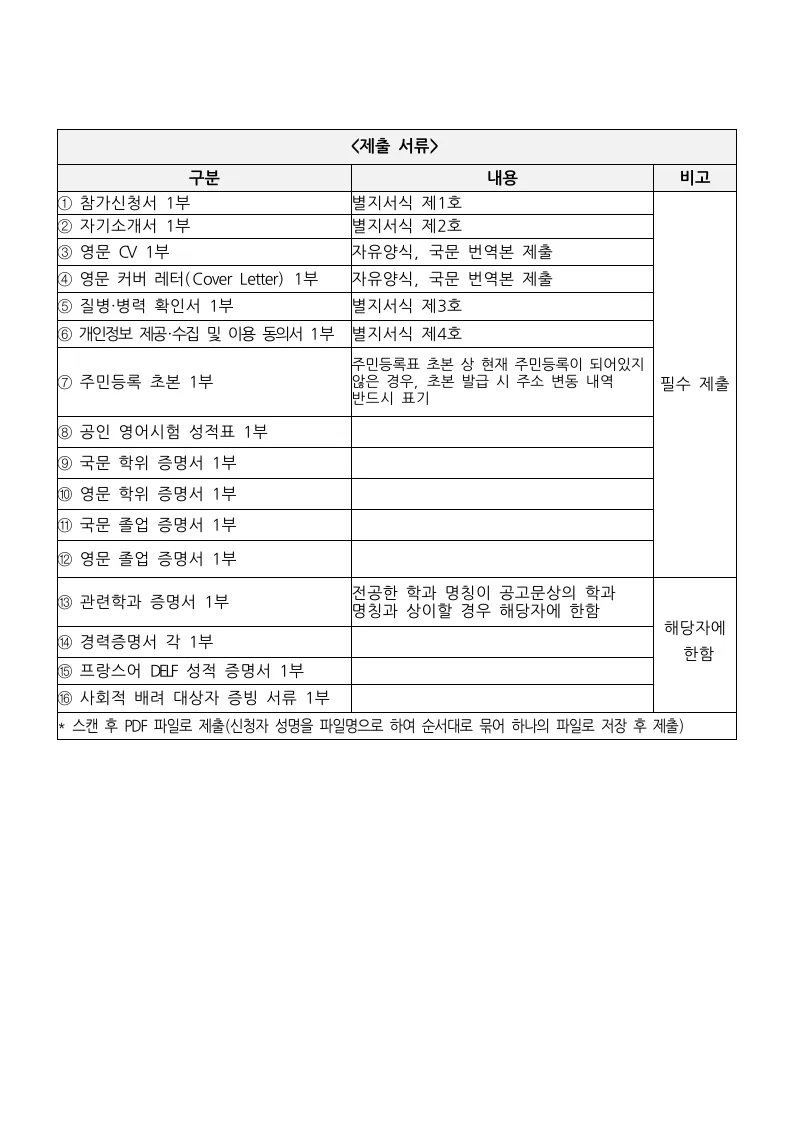 <제출 서류>
구분 내용 비고
① 참가신청서 1부 별지서식 제1호
② 자기소개서 1부 별지서식 제2호
③ 영문 CV 1부 자유양식, 국문 번역본 제출
④ 영문 커버 레터(Cover Letter) 1부 자유양식, 국문 번역본 제출
⑤ 질병·병력 확인서 1부 별지서식 제3호
⑥ 개인정보 제공·수집 및 이용 동의서 1부 별지서식 제4호
⑦ 주민등록 초본 1부
주민등록표 초본 상 현재 주민등록이 되어있지
않은 경우, 초본 발급 시 주소 변동 내역
반드시 표기
필수 제출
⑧ 공인 영어시험 성적표 1부
⑨ 국문 학위 증명서 1부
⑩ 영문 학위 증명서 1부
⑪ 국문 졸업 증명서 1부
⑫ 영문 졸업 증명서 1부
⑬ 관련학과 증명서 1부
전공한 학과 명칭이 공고문상의 학과
명칭과 상이할 경우 해당자에 한함
해당자에
한함
⑭ 경력증명서 각 1부
⑮ 프랑스어 DELF 성적 증명서 1부
⑯ 사회적 배려 대상자 증빙 서류 1부
* 스캔 후 PDF 파일로 제출(신청자 성명을 파일명으로 하여 순서대로 묶어 하나의 파일로 저장 후 제출)